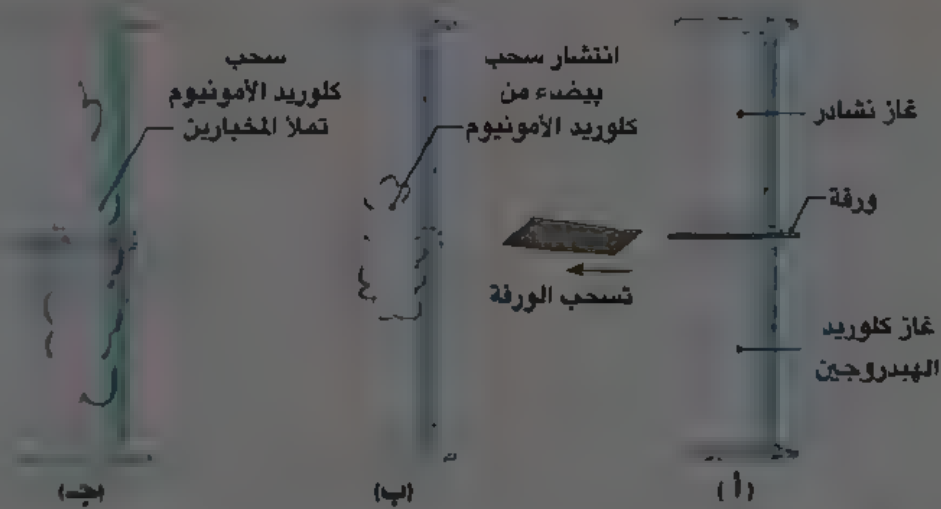 غاز نشادر
ورقة
غاز كلوريد
الهيدروجين
(أ)
تسحب الورقة
انتشار سحب
بيضاء من
كلوريد الأمونيوم
(ب)
سحب
كلوريد الأمونيوم
تملأ المخبارين
(جـ)